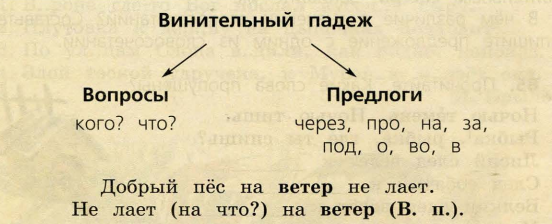 Винительный падеж
Вопросы
кого? что?
Предлоги
через, про, на, за,
под, о, во, в
Добрый пёс на ветер не лает.
Не лает (на что?) на ветер (В. п.).